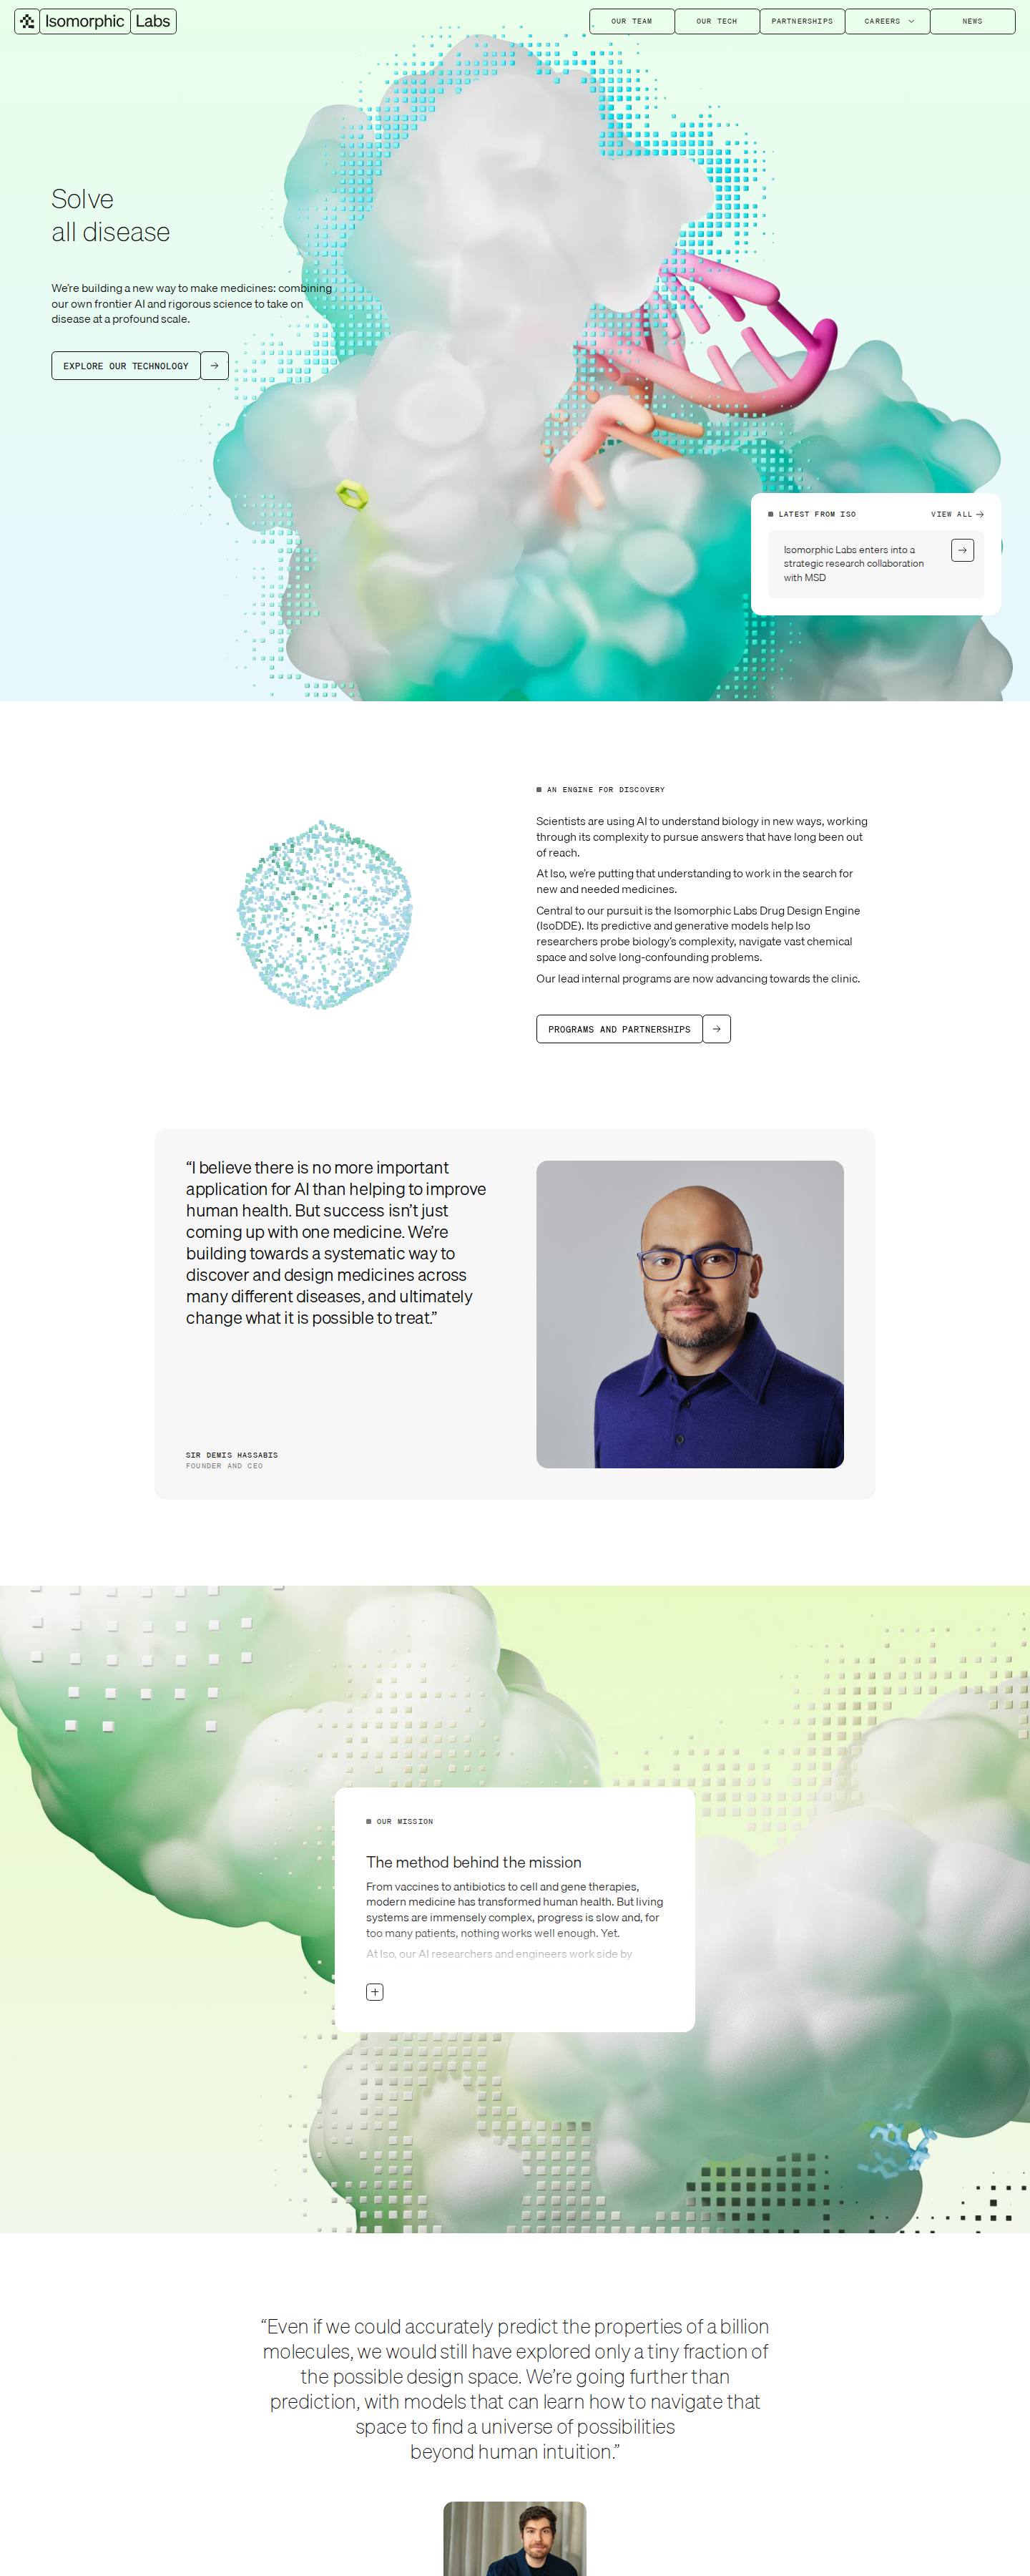 Isomorphic Labs
OUR TEAM
OUR TECH
PARTNERSHIPS
CAREERS
NEWS
Solve
all disease
We’re building a new way to make medicines: combining
our own frontier AI and rigorous science to take on
disease at a profound scale.
EXPLORE OUR TECHNOLOGY
LATEST FROM ISO
VIEW ALL
Isomorphic Labs enters into a
strategic research collaboration
with MSD
AN ENGINE FOR DISCOVERY
Scientists are using AI to understand biology in new ways, working
through its complexity to pursue answers that have long been out
of reach.
At Iso, we’re putting that understanding to work in the search for
new and needed medicines.
Central to our pursuit is the Isomorphic Labs Drug Design Engine
(IsoDDE). Its predictive and generative models help Iso
researchers probe biology’s complexity, navigate vast chemical
space and solve long-confounding problems.
Our lead internal programs are now advancing towards the clinic.
PROGRAMS AND PARTNERSHIPS
“I believe there is no more important
application for AI than helping to improve
human health. But success isn’t just
coming up with one medicine. We’re
building towards a systematic way to
discover and design medicines across
many different diseases, and ultimately
change what it is possible to treat.”
SIR DEMIS HASSABIS
FOUNDER AND CEO
OUR MISSION
The method behind the mission
From vaccines to antibiotics to cell and gene therapies,
modern medicine has transformed human health. But living
systems are immensely complex, progress is slow and, for
too many patients, nothing works well enough. Yet.
At Iso, our AI researchers and engineers work side by
“Even if we could accurately predict the properties of a billion
molecules, we would still have explored only a tiny fraction of
the possible design space. We’re going further than
prediction, with models that can learn how to navigate that
space to find a universe of possibilities
beyond human intuition.”